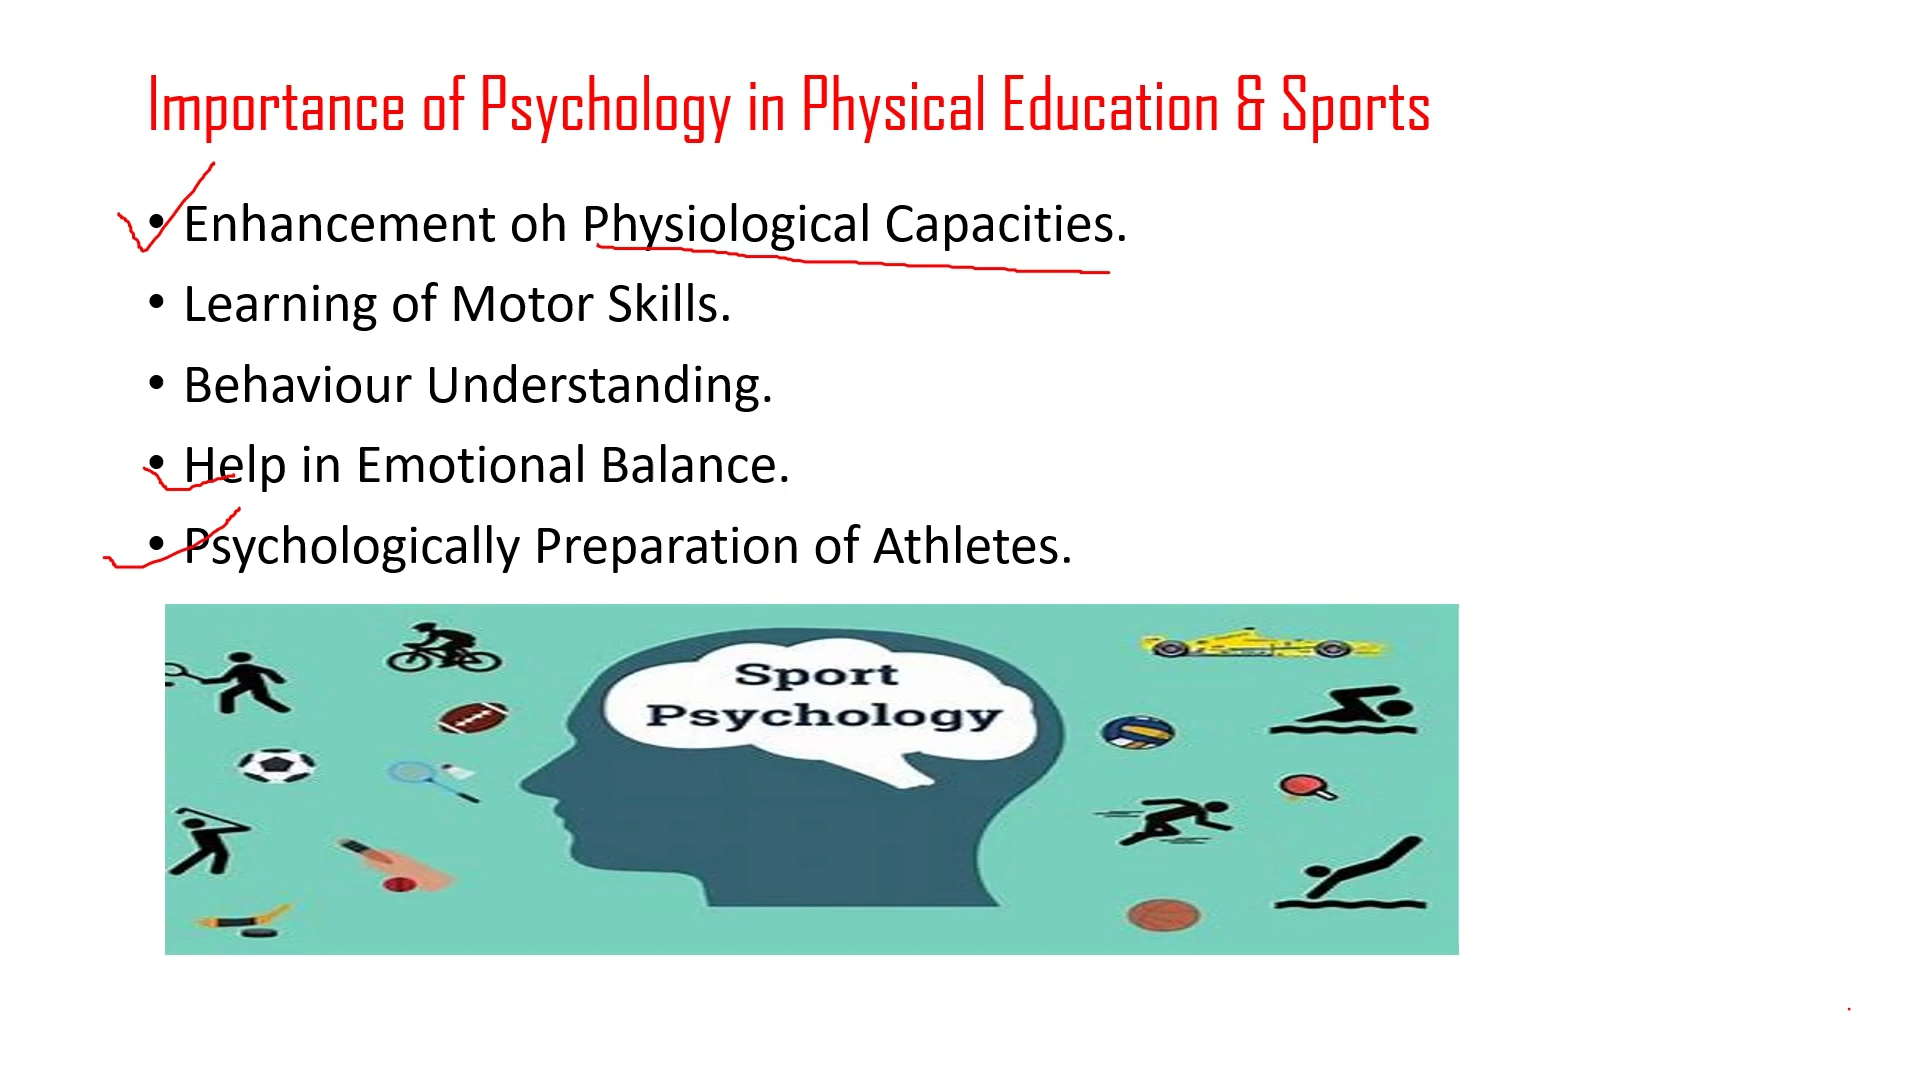 Importance of Psychology in Physical Education & Sports
• Enhancement oh Physiological Capacities.
• Learning of Motor Skills.
• Behaviour Understanding.
• Help in Emotional Balance.
• Psychologically Preparation of Athletes.
Sport
Psychology